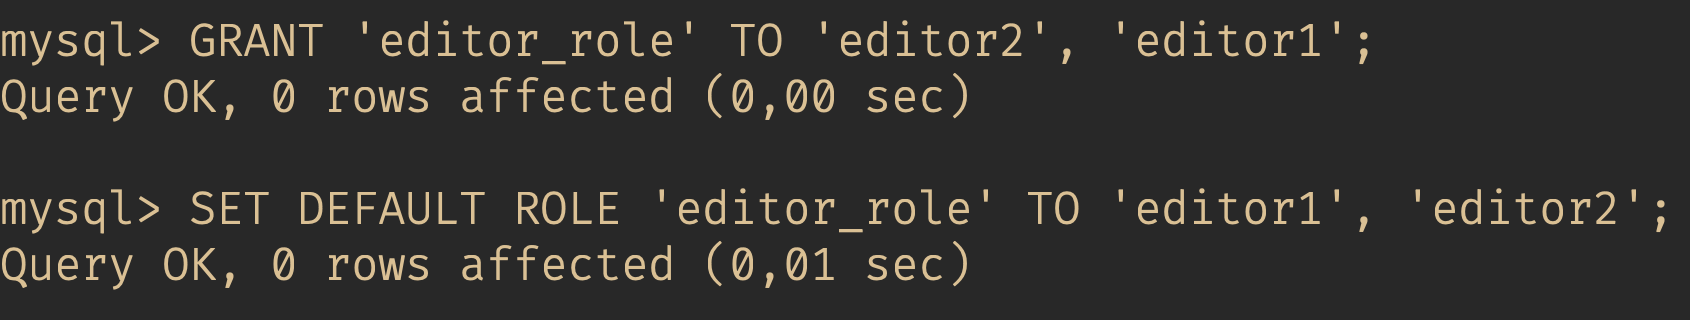 mysql> GRANT 'editor_role' TO 'editor2', 'editor1';
Query OK, 0 rows affected (0,00 sec)
mysql> SET DEFAULT ROLE 'editor_role' TO 'editor1', 'editor2';
Query OK, 0 rows affected (0,01 sec)